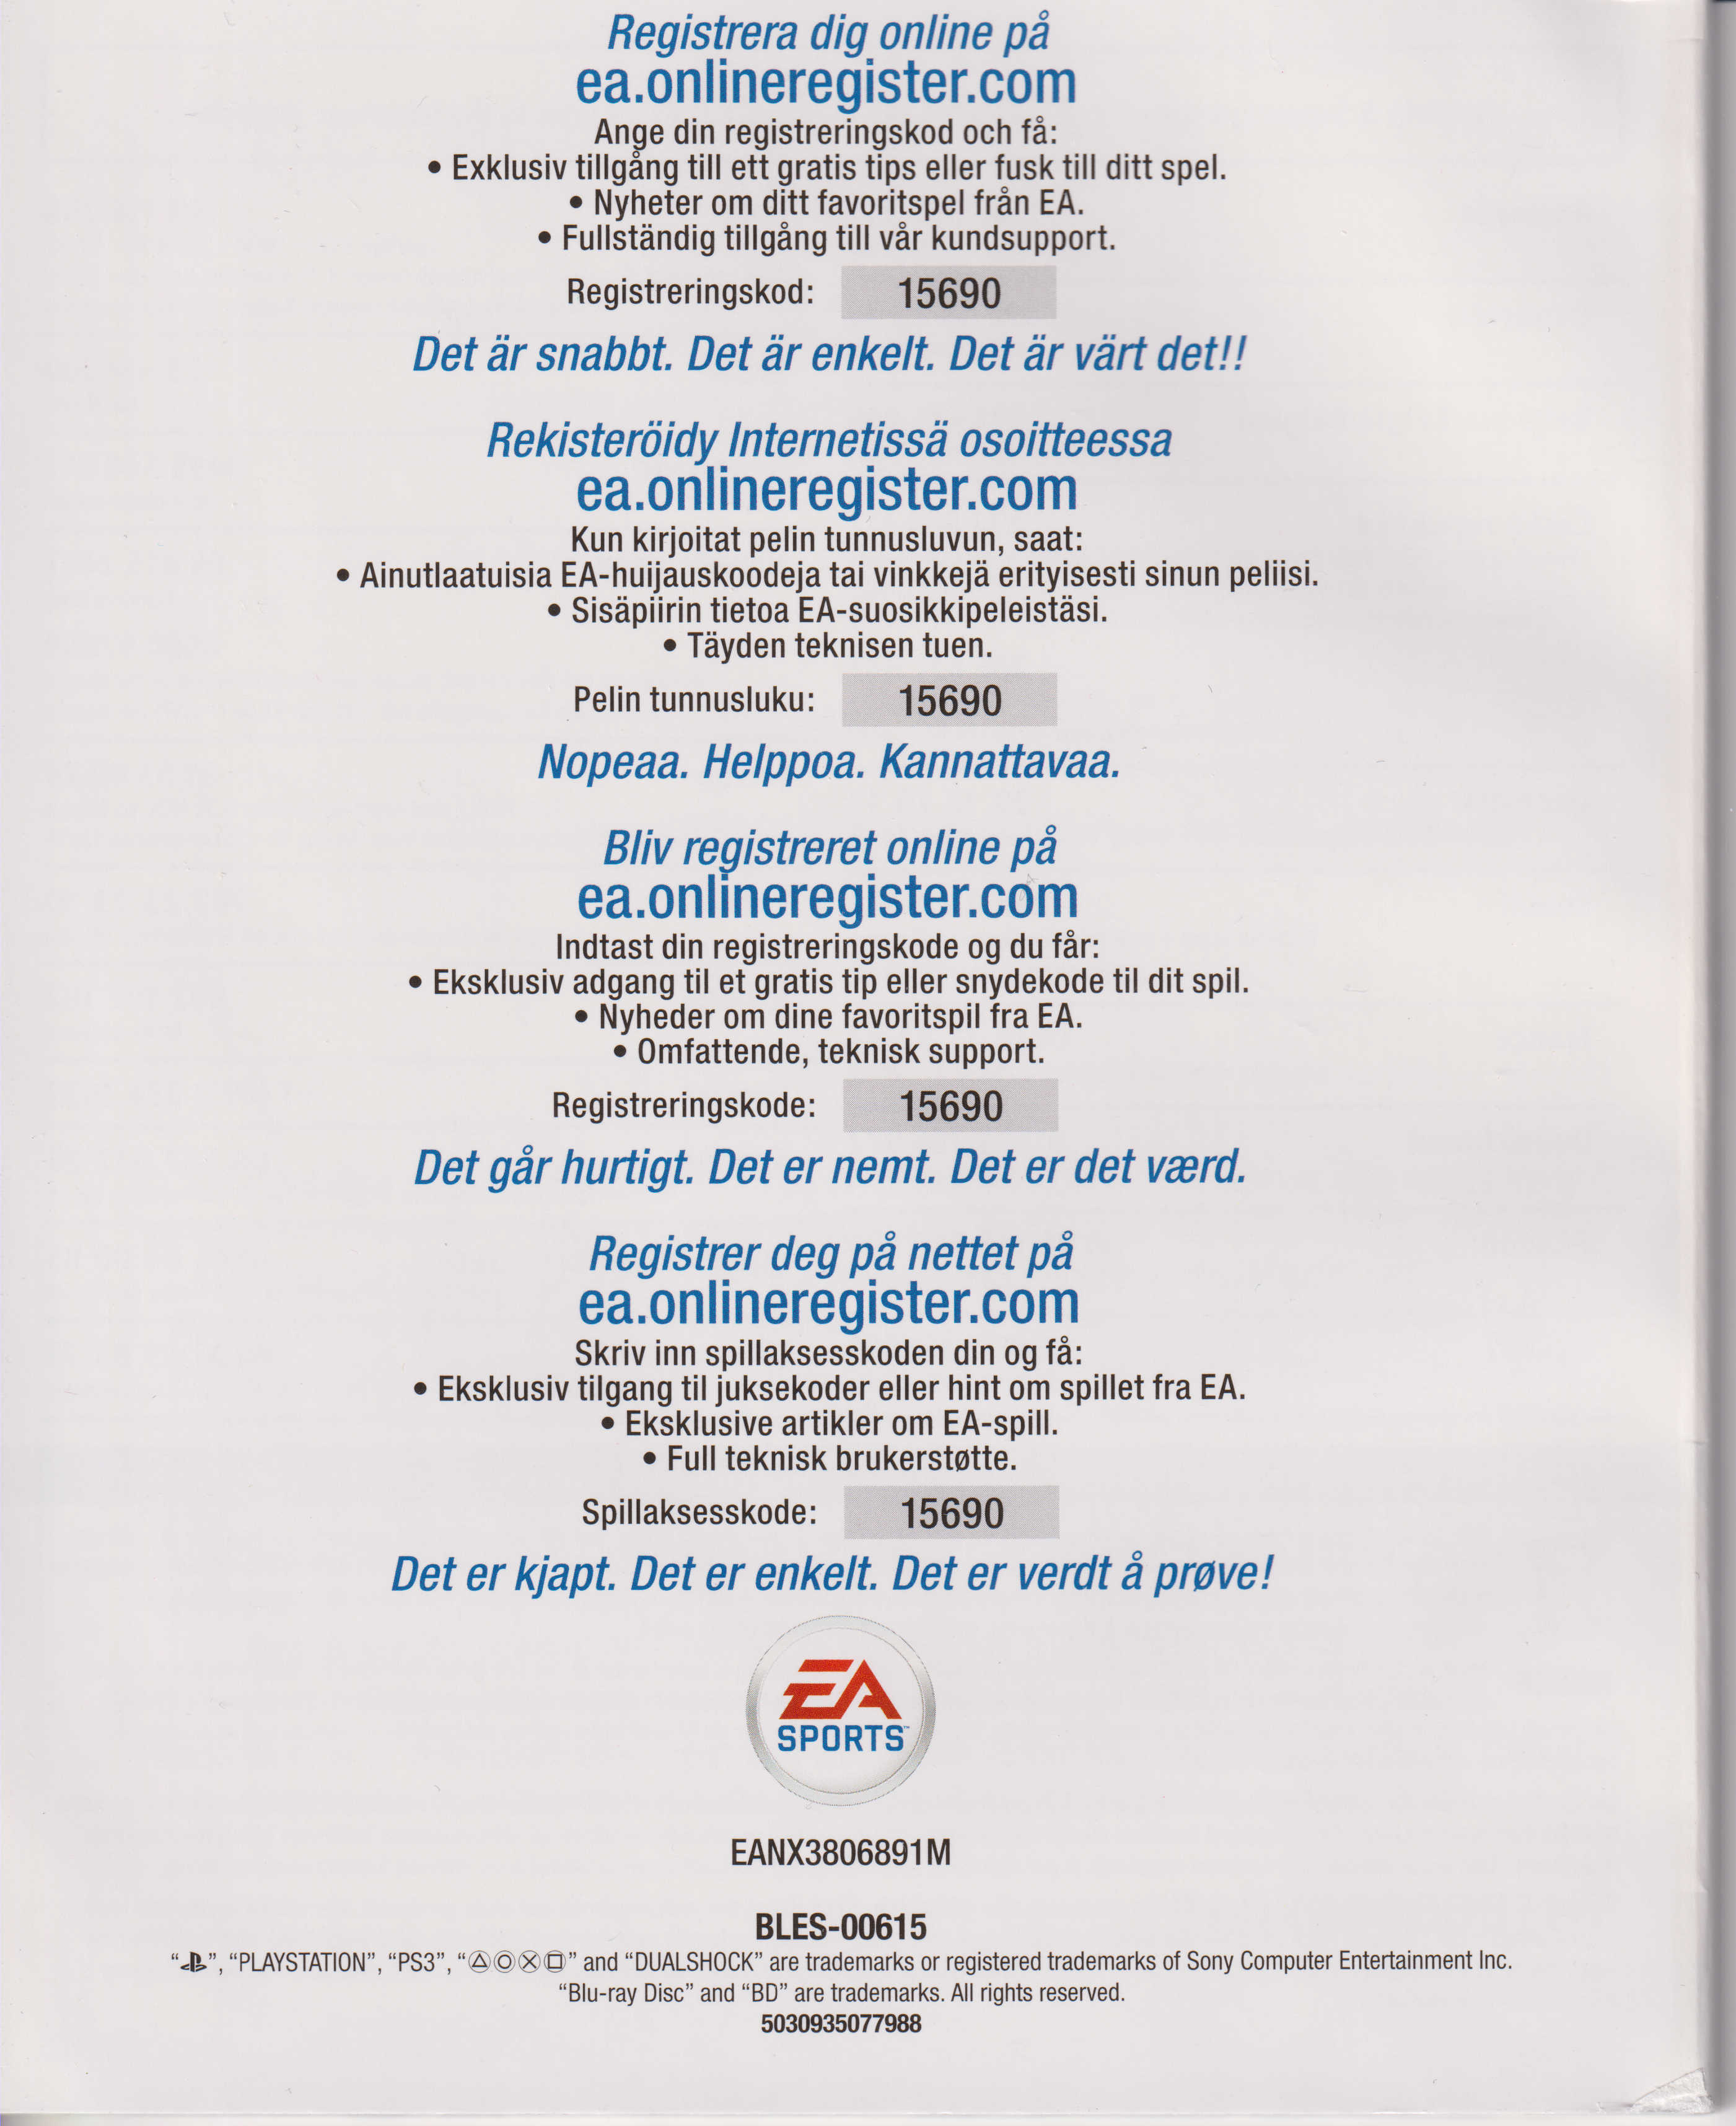 Registrera dig online på
ea.onlineregister.com
Ange din registreringskod och få:
• Exklusiv tillgång till ett gratis tips eller fusk till ditt spel.
• Nyheter om ditt favoritspel från EA.
• Fullständig tillgång till vår kundsupport.
Registreringskod: 15690
Det är snabbt. Det är enkelt. Det är värt det!!
Rekisteröidy Internetissä osoitteessa
ea.onlineregister.com
Kun kirjoitat pelin tunnusluvun, saat:
• Ainutlaatuisia EA-huijauskoodeja tai vinkkejä erityisesti sinun peliisi.
• Sisäpiirin tietoa EA-suosikkipeleistäsi.
• Täyden teknisen tuen.
Pelin tunnusluku: 15690
Nopeaa. Helppoa. Kannattavaa.
Bliv registreret online på
ea.onlineregister.com
Indtast din registreringskode og du får:
• Eksklusiv adgang til et gratis tip eller snydekode til dit spil.
• Nyheder om dine favoritspil fra EA.
• Omfattende, teknisk support.
Registreringskode: 15690
Det går hurtigt. Det er nemt. Det er det værd.
Registrer deg på nettet på
ea.onlineregister.com
Skriv inn spillaksesskoden din og få:
• Eksklusiv tilgang til juksekoder eller hint om spillet fra EA.
• Eksklusive artikler om EA-spill.
• Full teknisk brukerstøtte.
Spillaksesskode: 15690
Det er kjapt. Det er enkelt. Det er verdt å prøve!
EA
SPORTS™
EANX3806891M
BLES-00615
“PS”, “PLAYSTATION”, “PS3”, “△○✕□” and “DUALSHOCK” are trademarks or registered trademarks of Sony Computer Entertainment Inc.
“Blu-ray Disc” and “BD” are trademarks. All rights reserved.
5030935077988